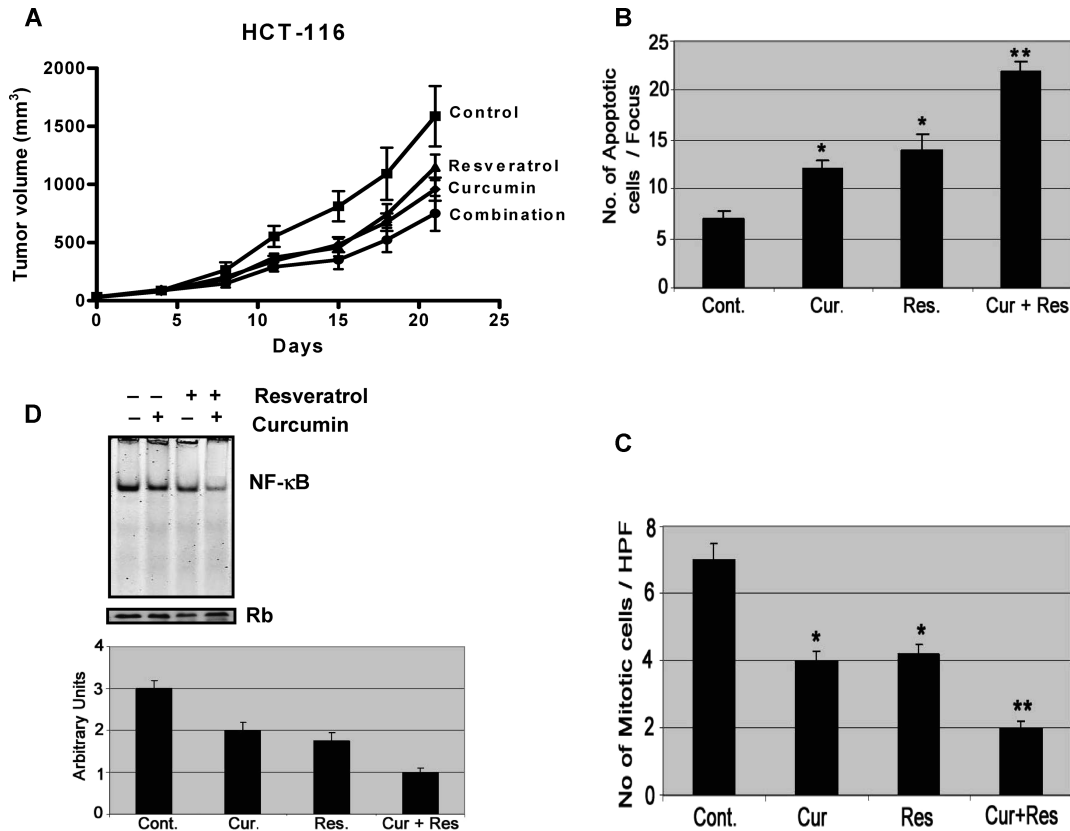 A
HCT-116
Tumor volume (mm³)
2000
1500
1000
500
0
0 5 10 15 20 25
Days
Control
Resveratrol
Curcumin
Combination
B
No. of Apoptotic
cells / Focus
25
20
15
10
5
0
* * **
Cont. Cur. Res. Cur + Res
D
– – + + Resveratrol
– + – + Curcumin
NF-κB
Rb
Arbitrary Units
4
3
2
1
0
Cont. Cur. Res. Cur + Res
C
No of Mitotic cells / HPF
8
6
4
2
0
* * **
Cont. Cur Res Cur+Res